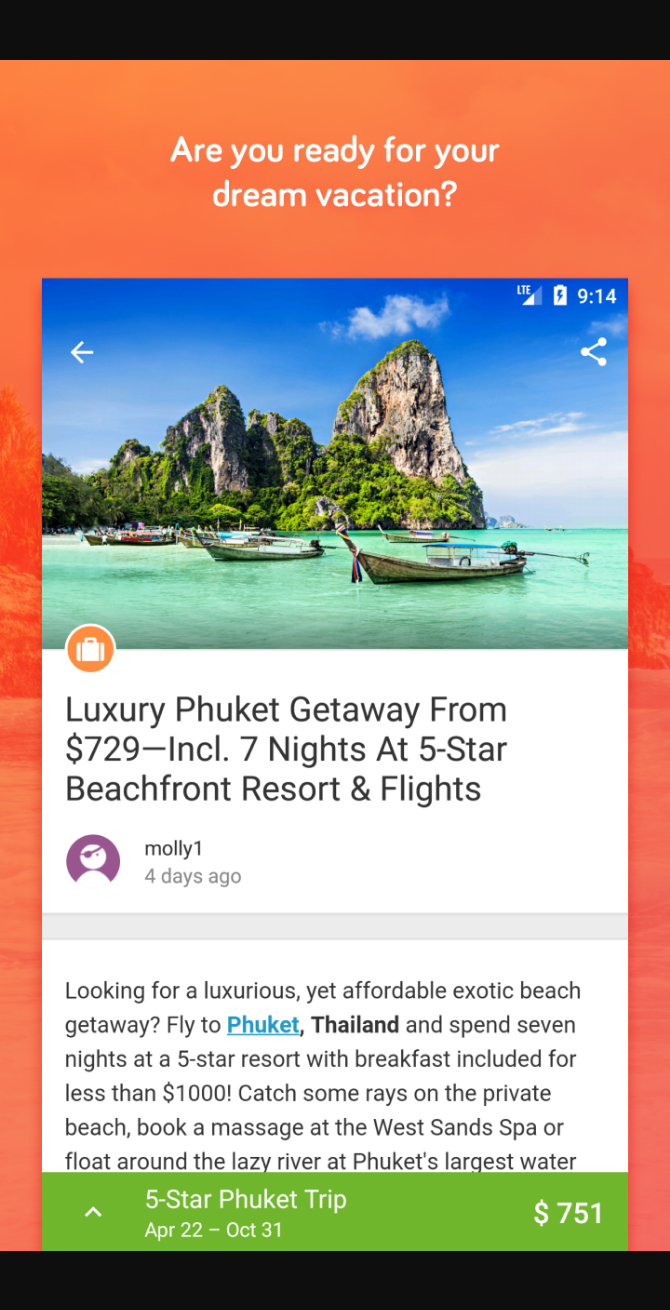 Are you ready for your
dream vacation?
LTE 9:14
Luxury Phuket Getaway From
$729—Incl. 7 Nights At 5-Star
Beachfront Resort & Flights
molly1
4 days ago
Looking for a luxurious, yet affordable exotic beach
getaway? Fly to Phuket, Thailand and spend seven
nights at a 5-star resort with breakfast included for
less than $1000! Catch some rays on the private
beach, book a massage at the West Sands Spa or
float around the lazy river at Phuket's largest water
5-Star Phuket Trip
Apr 22 – Oct 31
$ 751